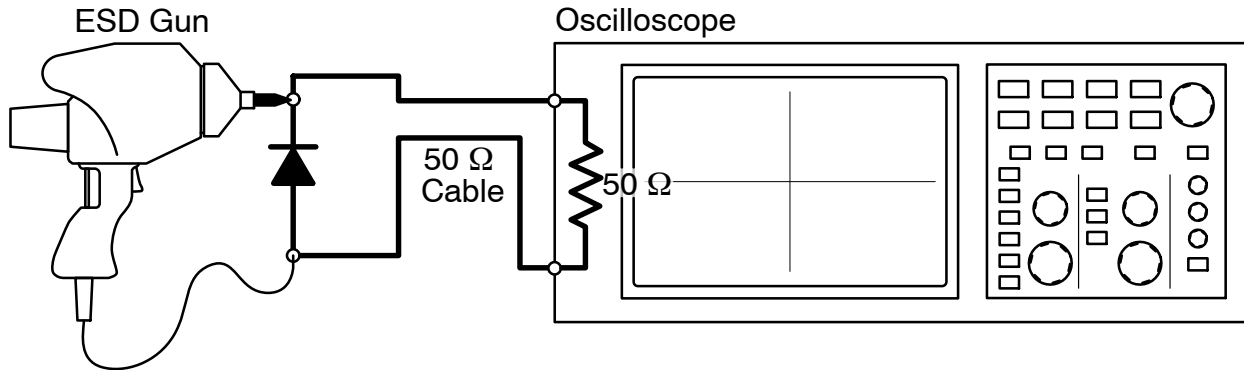 ESD Gun
Oscilloscope
50 Ω
Cable
50 Ω